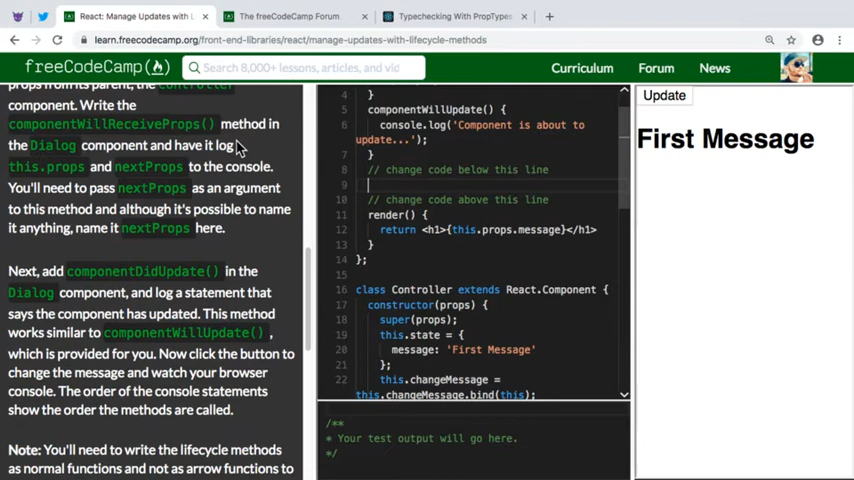 React: Manage Updates with L
The freeCodeCamp Forum
Typechecking With PropTypes
learn.freecodecamp.org/front-end-libraries/react/manage-updates-with-lifecycle-methods
freeCodeCamp
Search 8,000+ lessons, articles, and vid
Curriculum
Forum
News
props from its parent, the Controller
component. Write the
componentWillReceiveProps() method in
the Dialog component and have it log
this.props and nextProps to the console.
You'll need to pass nextProps as an argument
to this method and although it's possible to name
it anything, name it nextProps here.
Next, add componentDidUpdate() in the
Dialog component, and log a statement that
says the component has updated. This method
works similar to componentWillUpdate() ,
which is provided for you. Now click the button to
change the message and watch your browser
console. The order of the console statements
show the order the methods are called.
Note: You'll need to write the lifecycle methods
as normal functions and not as arrow functions to
4 }
5 componentWillUpdate() {
6 console.log('Component is about to
update...');
7 }
8 // change code below this line
9
10 // change code above this line
11 render() {
12 return <h1>{this.props.message}</h1>
13 }
14 };
15
16 class Controller extends React.Component {
17 constructor(props) {
18 super(props);
19 this.state = {
20 message: 'First Message'
21 };
22 this.changeMessage =
this.changeMessage.bind(this);
/**
* Your test output will go here.
*/
Update
First Message